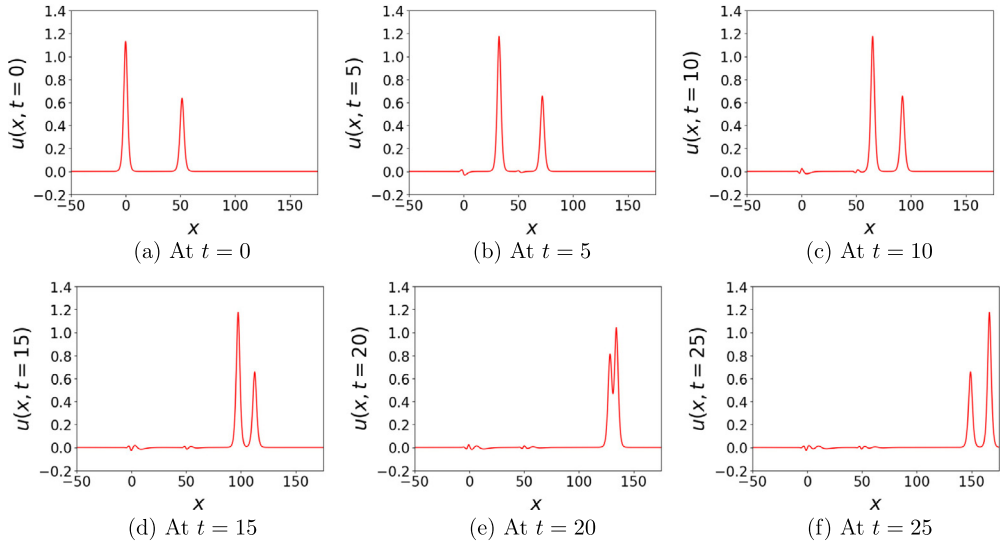 1.4
1.2
1.0
0.8
0.6
0.4
0.2
0.0
−0.2
u(x, t = 0)
−50 0 50 100 150
x
(a) At t = 0
1.4
1.2
1.0
0.8
0.6
0.4
0.2
0.0
−0.2
u(x, t = 5)
−50 0 50 100 150
x
(b) At t = 5
1.4
1.2
1.0
0.8
0.6
0.4
0.2
0.0
−0.2
u(x, t = 10)
−50 0 50 100 150
x
(c) At t = 10
1.4
1.2
1.0
0.8
0.6
0.4
0.2
0.0
−0.2
u(x, t = 15)
−50 0 50 100 150
x
(d) At t = 15
1.4
1.2
1.0
0.8
0.6
0.4
0.2
0.0
−0.2
u(x, t = 20)
−50 0 50 100 150
x
(e) At t = 20
1.4
1.2
1.0
0.8
0.6
0.4
0.2
0.0
−0.2
u(x, t = 25)
−50 0 50 100 150
x
(f) At t = 25